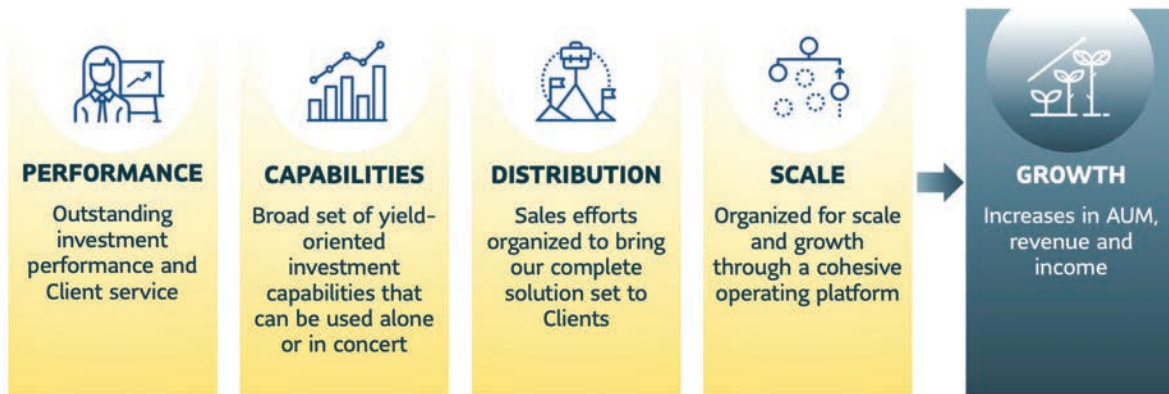 PERFORMANCE
Outstanding
investment
performance and
Client service
CAPABILITIES
Broad set of yield-
oriented
investment
capabilities that
can be used alone
or in concert
DISTRIBUTION
Sales efforts
organized to bring
our complete
solution set to
Clients
SCALE
Organized for scale
and growth
through a cohesive
operating platform
GROWTH
Increases in AUM,
revenue and
income